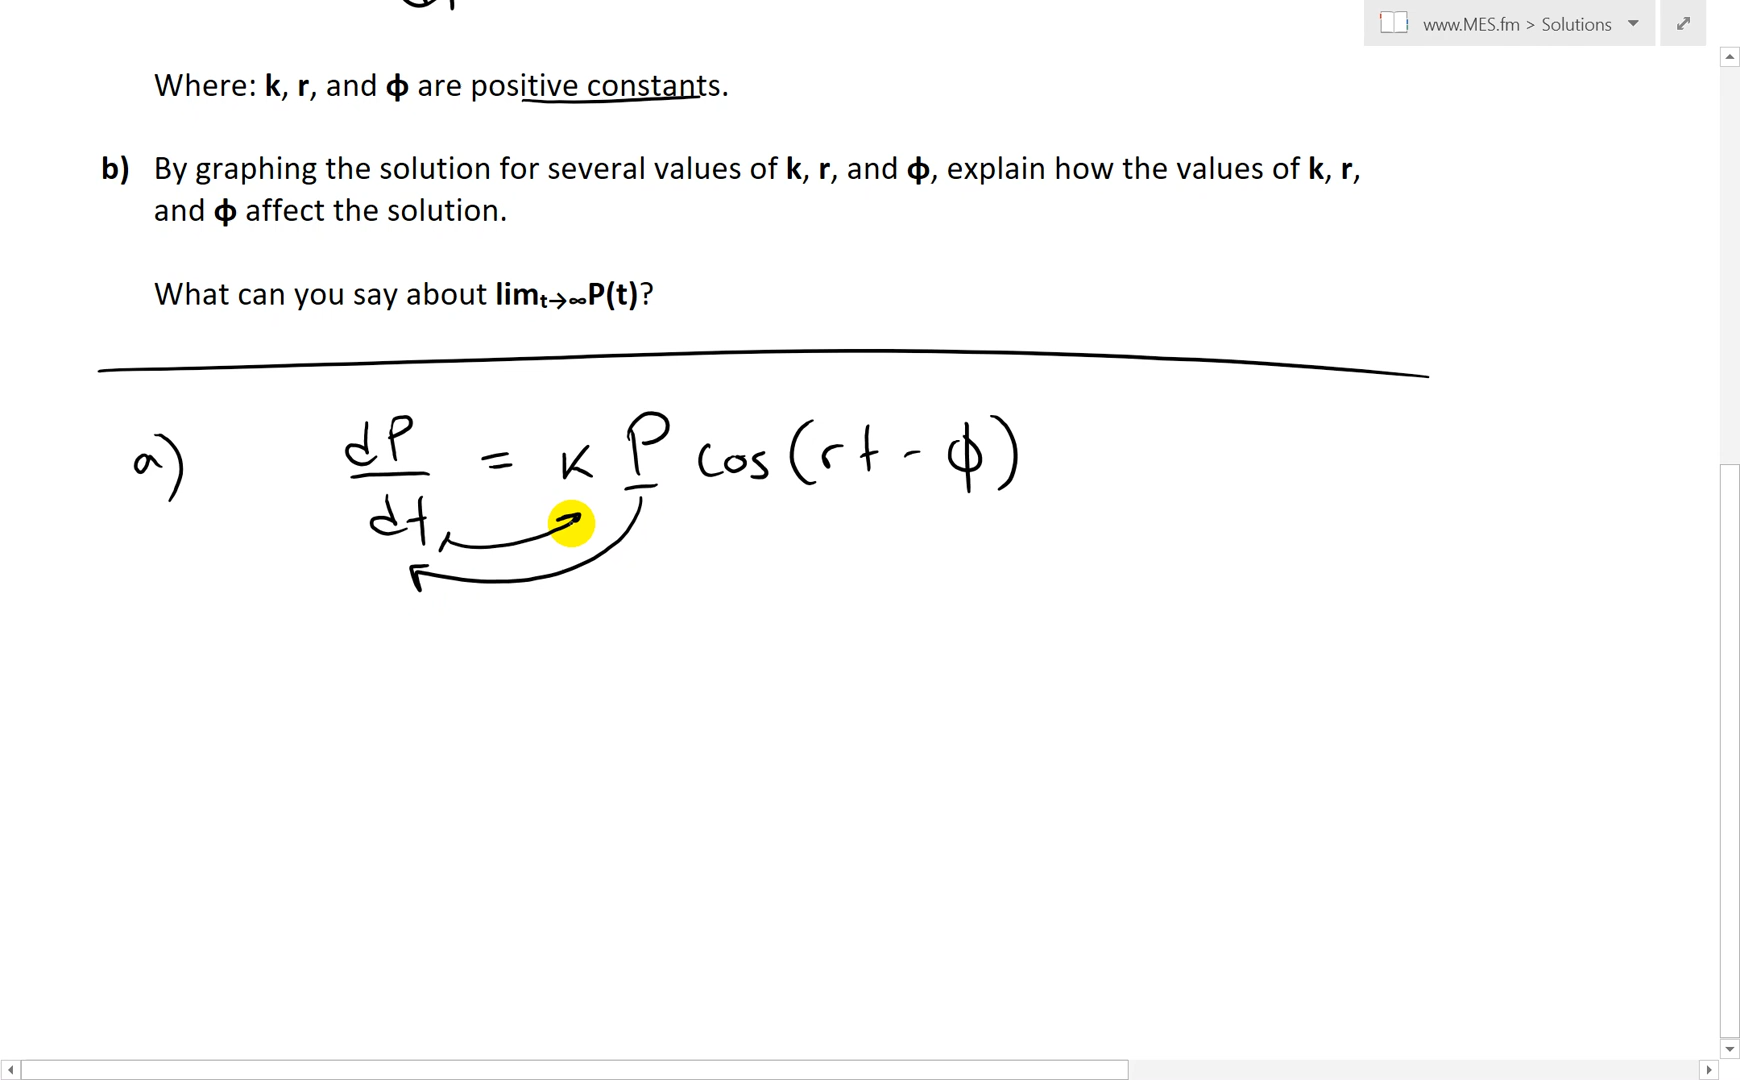 www.MES.fm > Solutions
Where: k, r, and ϕ are positive constants.
b) By graphing the solution for several values of k, r, and ϕ, explain how the values of k, r,
and ϕ affect the solution.
What can you say about limₜ→∞P(t)?
a) dP/dt = K P cos(rt - ϕ)